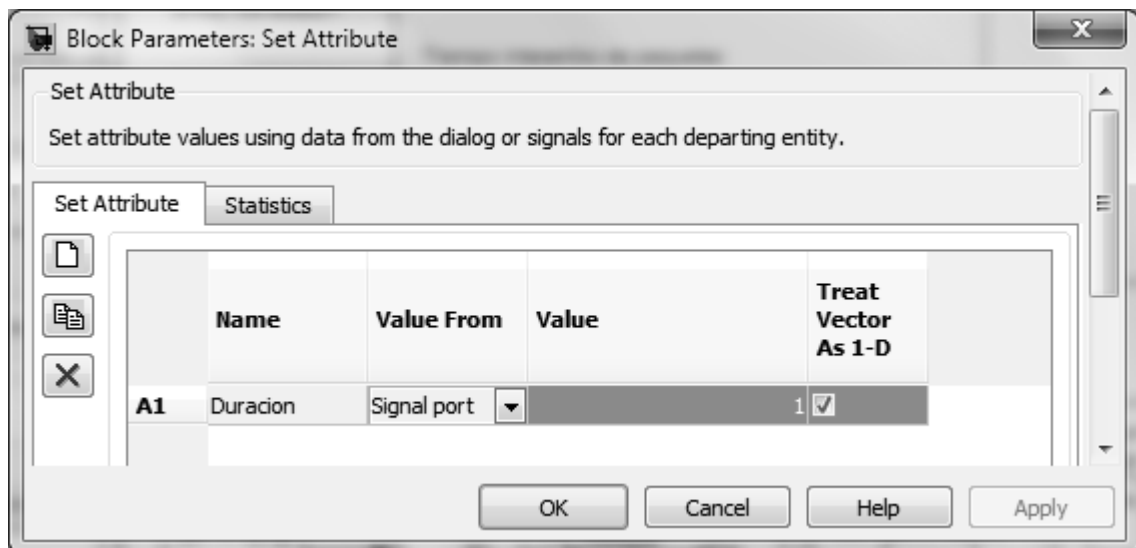 Block Parameters: Set Attribute
Set Attribute
Set attribute values using data from the dialog or signals for each departing entity.
Set Attribute Statistics
Name Value From Value Treat Vector As 1-D
A1 Duracion Signal port 1
OK Cancel Help Apply